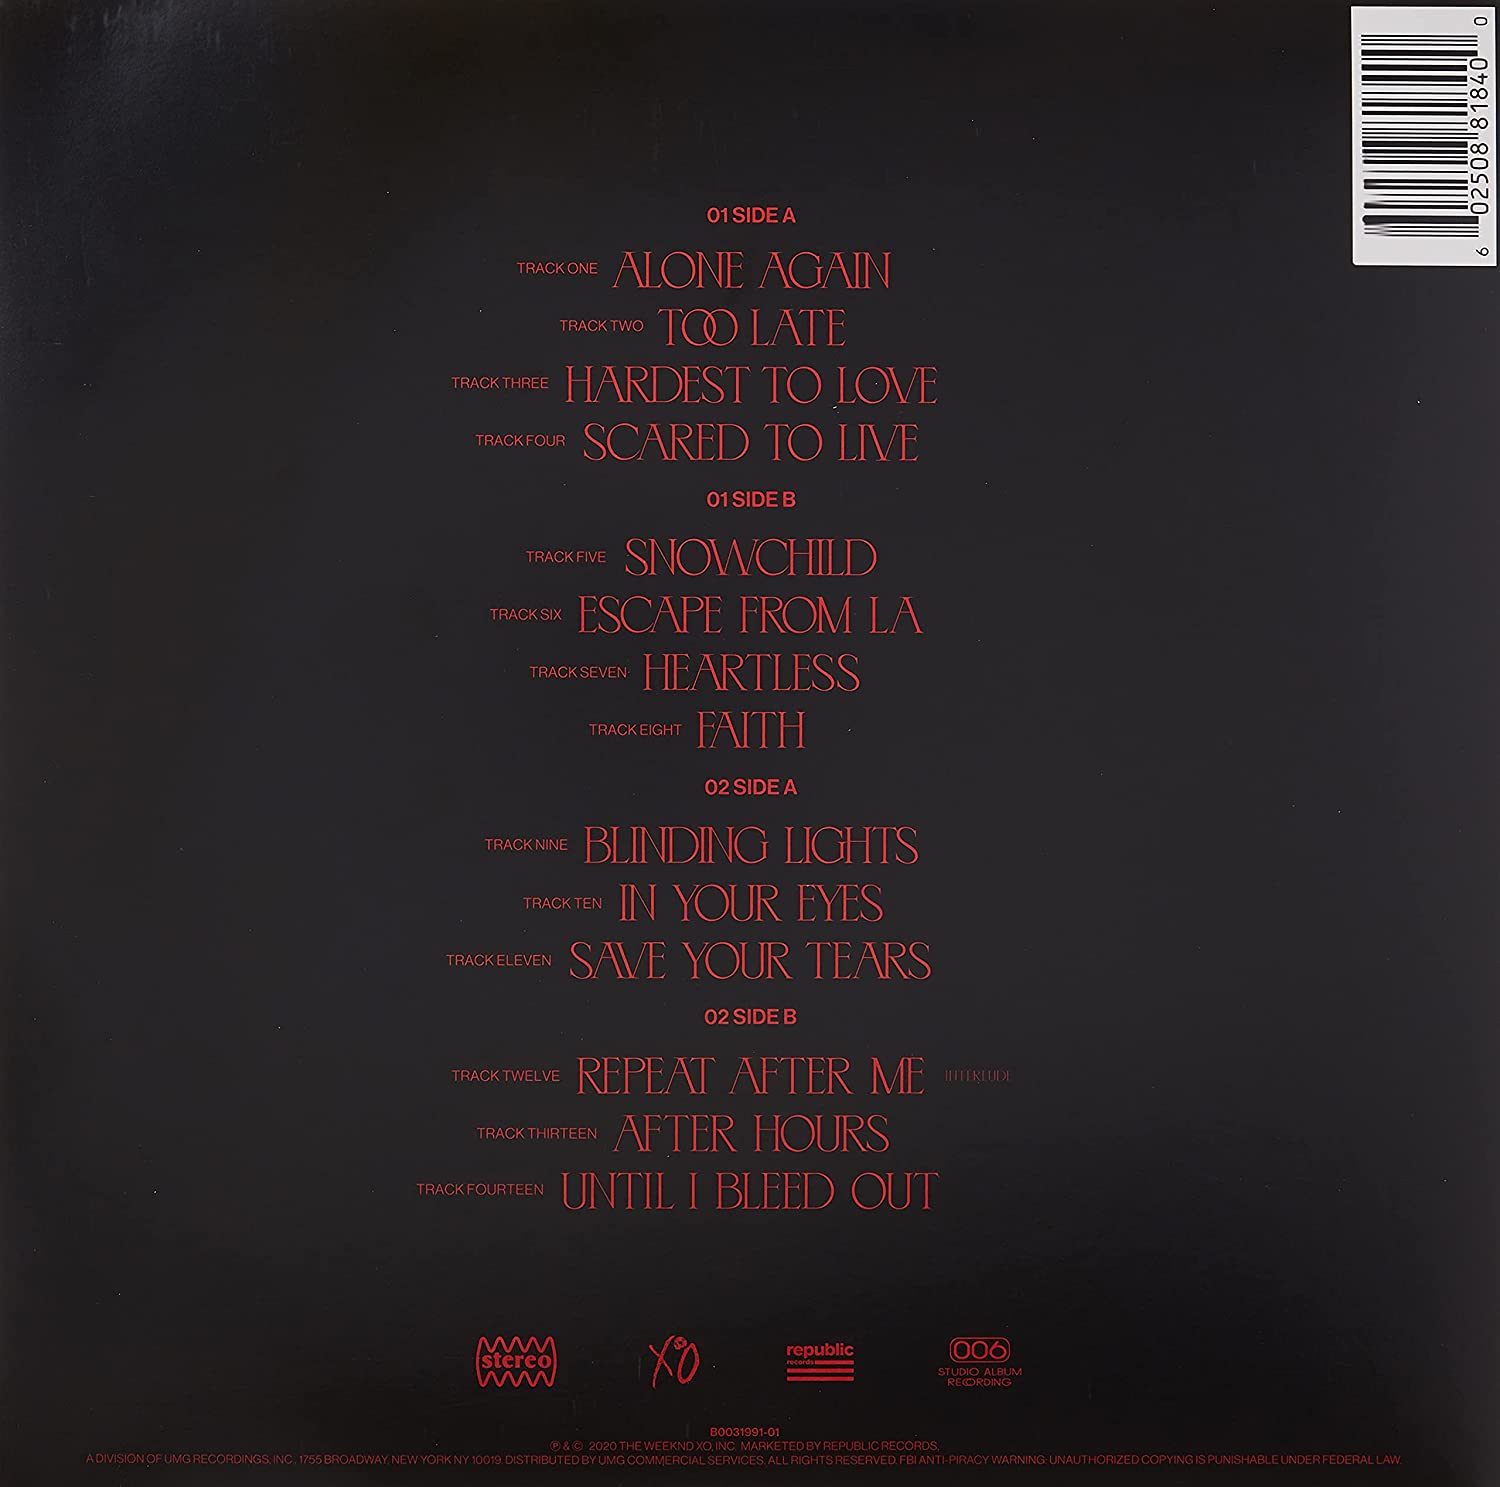 0
6 02508 81840
01 SIDE A
TRACK ONE ALONE AGAIN
TRACK TWO TOO LATE
TRACK THREE HARDEST TO LOVE
TRACK FOUR SCARED TO LIVE
01 SIDE B
TRACK FIVE SNOWCHILD
TRACK SIX ESCAPE FROM LA
TRACK SEVEN HEARTLESS
TRACK EIGHT FAITH
02 SIDE A
TRACK NINE BLINDING LIGHTS
TRACK TEN IN YOUR EYES
TRACK ELEVEN SAVE YOUR TEARS
02 SIDE B
TRACK TWELVE REPEAT AFTER ME INTERLUDE
TRACK THIRTEEN AFTER HOURS
TRACK FOURTEEN UNTIL I BLEED OUT
stereo
XO
republic
records
006
STUDIO ALBUM
RECORDING
B0031991-01
℗ & © 2020 THE WEEKND XO, INC. MARKETED BY REPUBLIC RECORDS,
A DIVISION OF UMG RECORDINGS, INC., 1755 BROADWAY, NEW YORK NY 10019. DISTRIBUTED BY UMG COMMERCIAL SERVICES. ALL RIGHTS RESERVED. FBI ANTI-PIRACY WARNING: UNAUTHORIZED COPYING IS PUNISHABLE UNDER FEDERAL LAW.